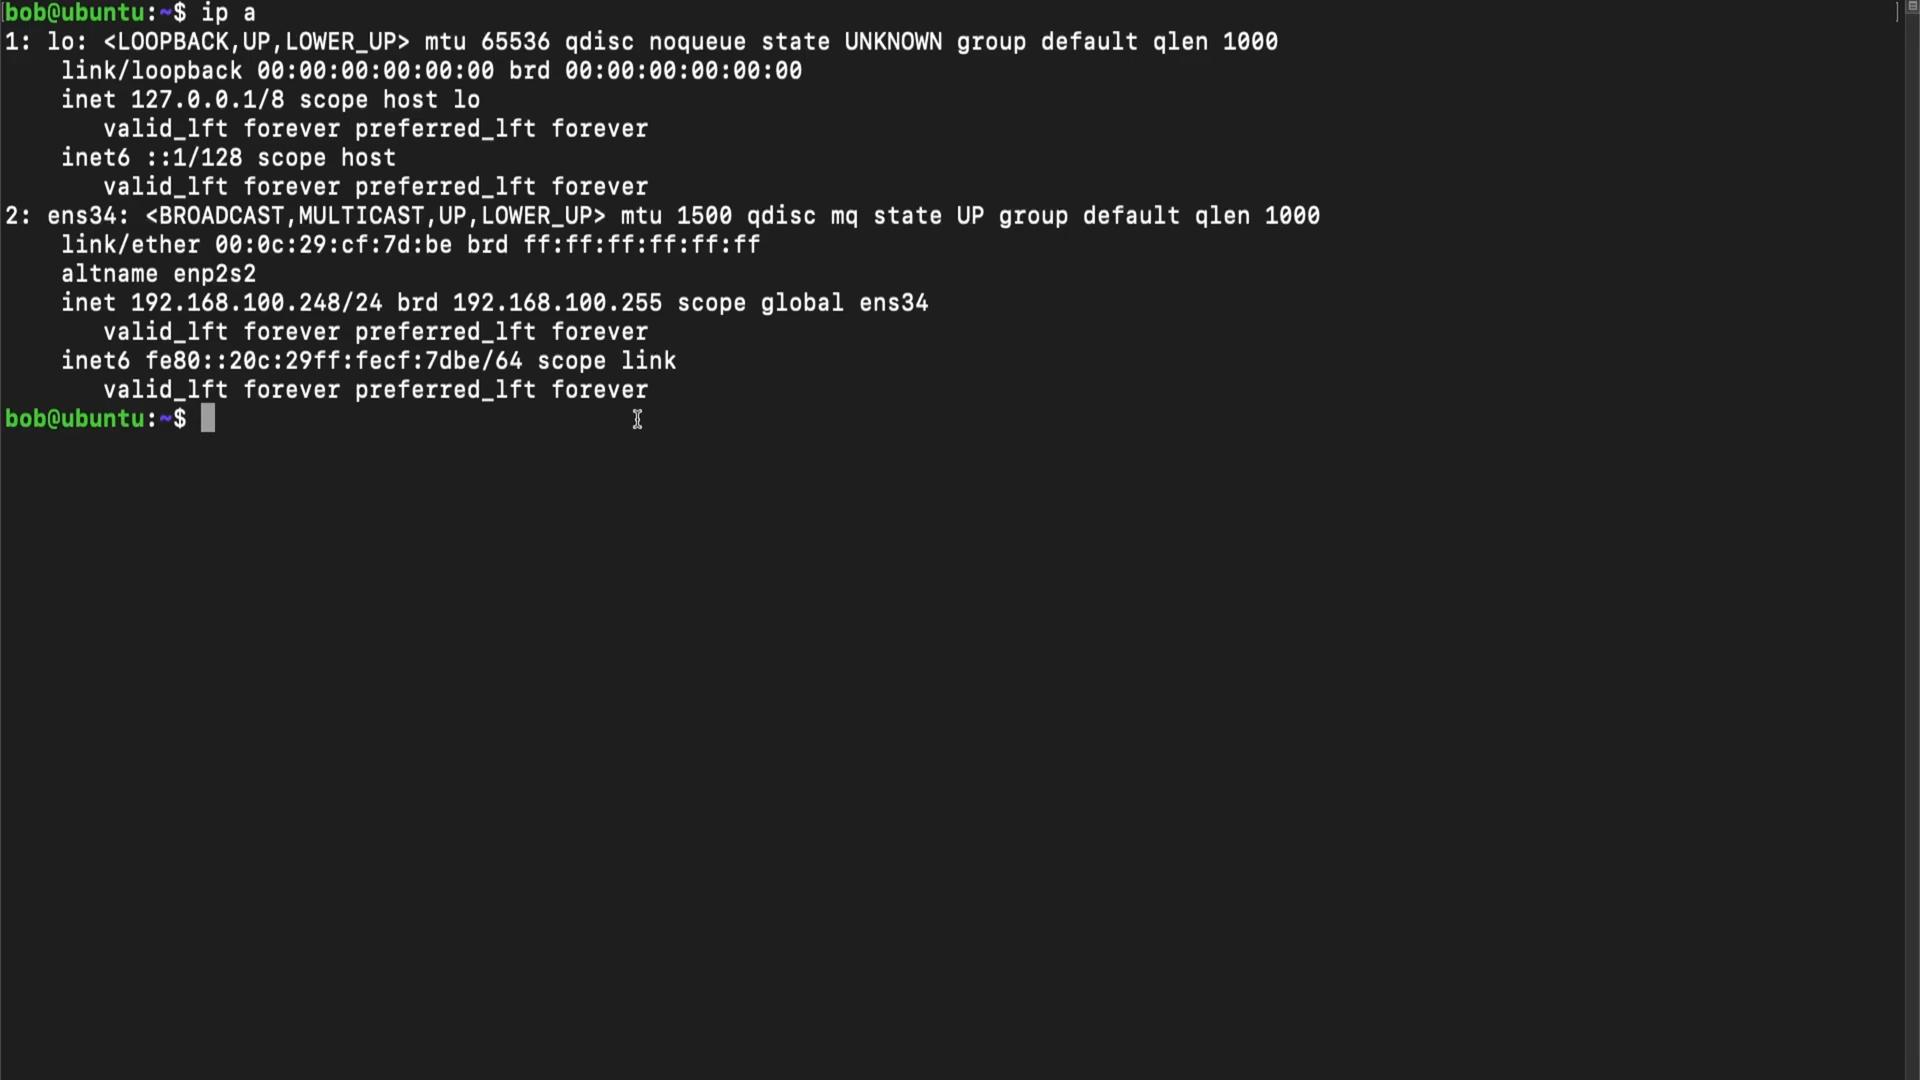 bob@ubuntu:~$ ip a
1: lo: <LOOPBACK,UP,LOWER_UP> mtu 65536 qdisc noqueue state UNKNOWN group default qlen 1000
    link/loopback 00:00:00:00:00:00 brd 00:00:00:00:00:00
    inet 127.0.0.1/8 scope host lo
       valid_lft forever preferred_lft forever
    inet6 ::1/128 scope host
       valid_lft forever preferred_lft forever
2: ens34: <BROADCAST,MULTICAST,UP,LOWER_UP> mtu 1500 qdisc mq state UP group default qlen 1000
    link/ether 00:0c:29:cf:7d:be brd ff:ff:ff:ff:ff:ff
    altname enp2s2
    inet 192.168.100.248/24 brd 192.168.100.255 scope global ens34
       valid_lft forever preferred_lft forever
    inet6 fe80::20c:29ff:fecf:7dbe/64 scope link
       valid_lft forever preferred_lft forever
bob@ubuntu:~$